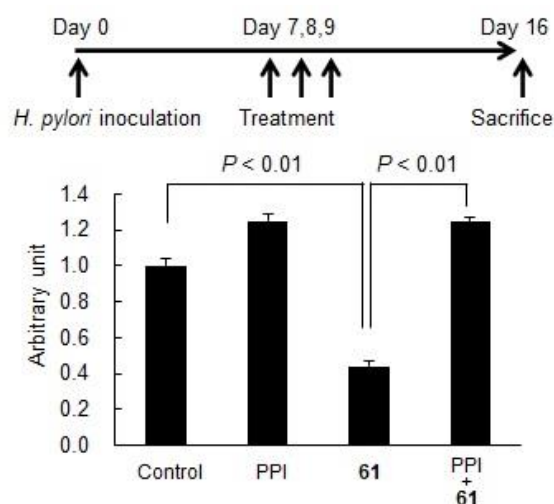 Day 0 Day 7,8,9 Day 16
H. pylori inoculation Treatment Sacrifice
P < 0.01 P < 0.01
Arbitrary unit
1.4
1.2
1.0
0.8
0.6
0.4
0.2
0.0
Control PPI 61 PPI
+
61